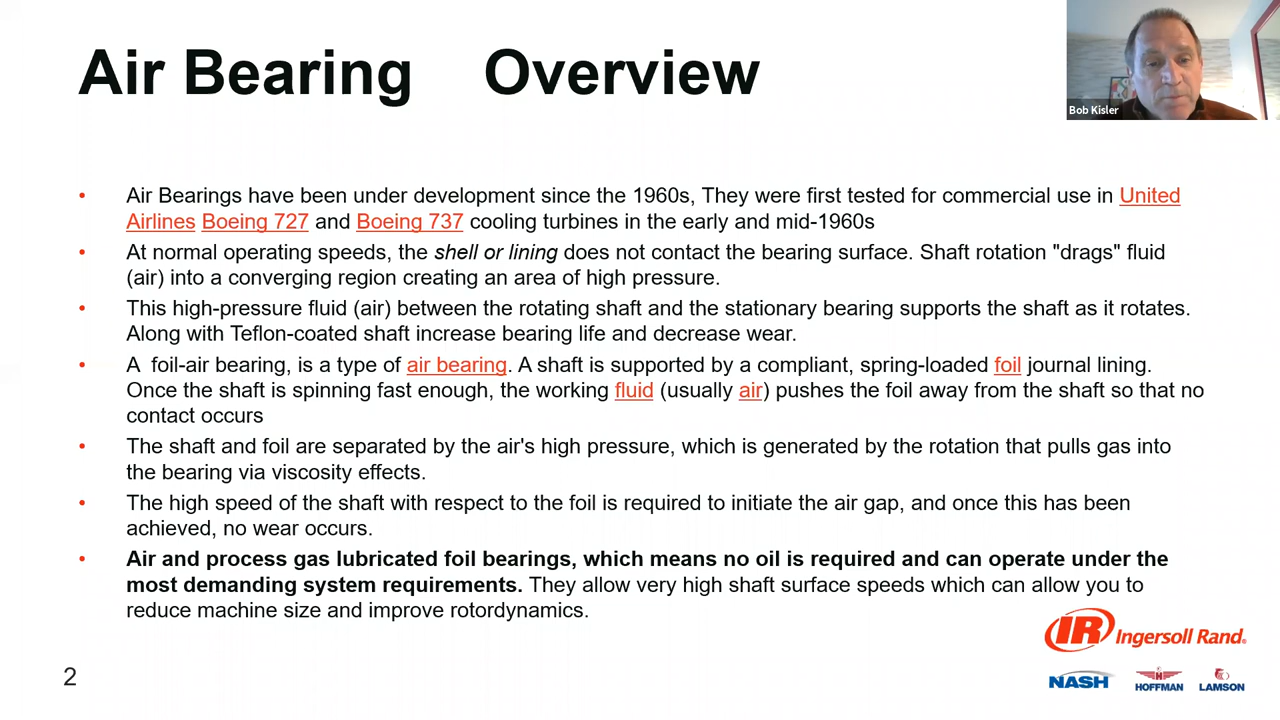 Air Bearing Overview
Bob Kisler
• Air Bearings have been under development since the 1960s, They were first tested for commercial use in United
Airlines Boeing 727 and Boeing 737 cooling turbines in the early and mid-1960s
• At normal operating speeds, the shell or lining does not contact the bearing surface. Shaft rotation "drags" fluid
(air) into a converging region creating an area of high pressure.
• This high-pressure fluid (air) between the rotating shaft and the stationary bearing supports the shaft as it rotates.
Along with Teflon-coated shaft increase bearing life and decrease wear.
• A foil-air bearing, is a type of air bearing. A shaft is supported by a compliant, spring-loaded foil journal lining.
Once the shaft is spinning fast enough, the working fluid (usually air) pushes the foil away from the shaft so that no
contact occurs
• The shaft and foil are separated by the air's high pressure, which is generated by the rotation that pulls gas into
the bearing via viscosity effects.
• The high speed of the shaft with respect to the foil is required to initiate the air gap, and once this has been
achieved, no wear occurs.
• Air and process gas lubricated foil bearings, which means no oil is required and can operate under the
most demanding system requirements. They allow very high shaft surface speeds which can allow you to
reduce machine size and improve rotordynamics.
IR Ingersoll Rand®
2
NASH HOFFMAN LAMSON